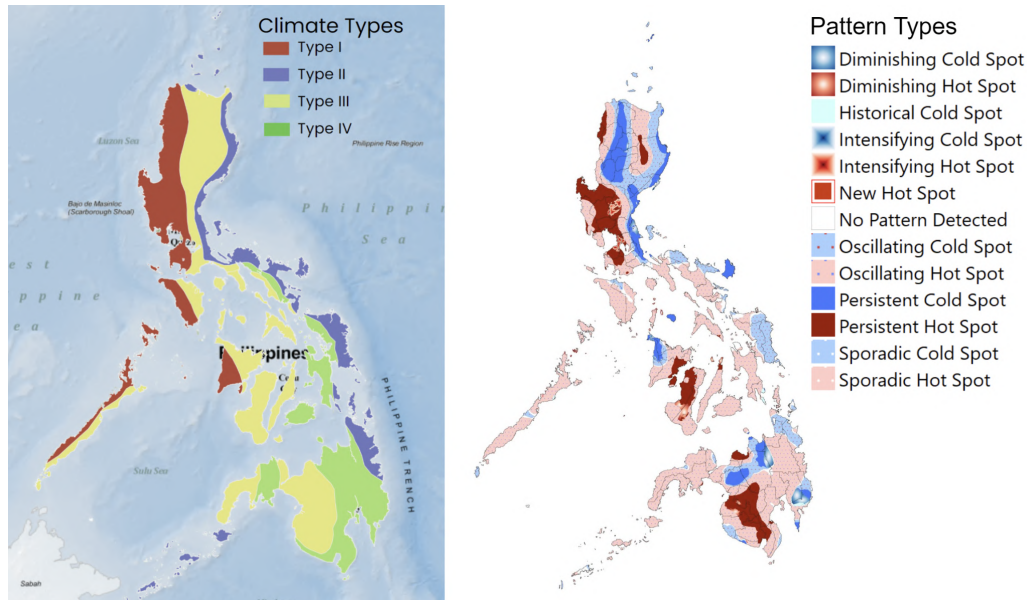 Climate Types
Type I
Type II
Type III
Type IV
Luzon Sea
Philippine Rise Region
Bajo de Masinloc
(Scarborough Shoal)
Philippin
Sea
est
ppine
ea
Philippines
PHILIPPINE TRENCH
Sulu Sea
Sabah
Pattern Types
Diminishing Cold Spot
Diminishing Hot Spot
Historical Cold Spot
Intensifying Cold Spot
Intensifying Hot Spot
New Hot Spot
No Pattern Detected
Oscillating Cold Spot
Oscillating Hot Spot
Persistent Cold Spot
Persistent Hot Spot
Sporadic Cold Spot
Sporadic Hot Spot